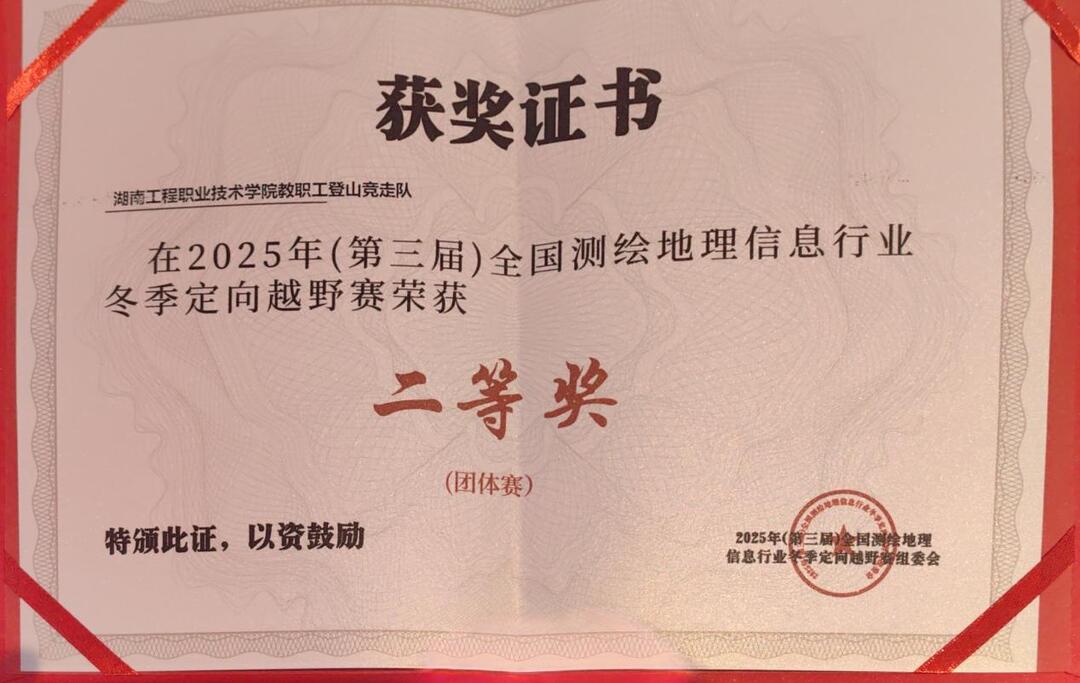 获奖证书
湖南工程职业技术学院教职工登山竞走队
在2025年(第三届)全国测绘地理信息行业
冬季定向越野赛荣获
二等奖
(团体赛)
特颁此证，以资鼓励
2025年(第三届)全国测绘地理
信息行业冬季定向越野赛组委会